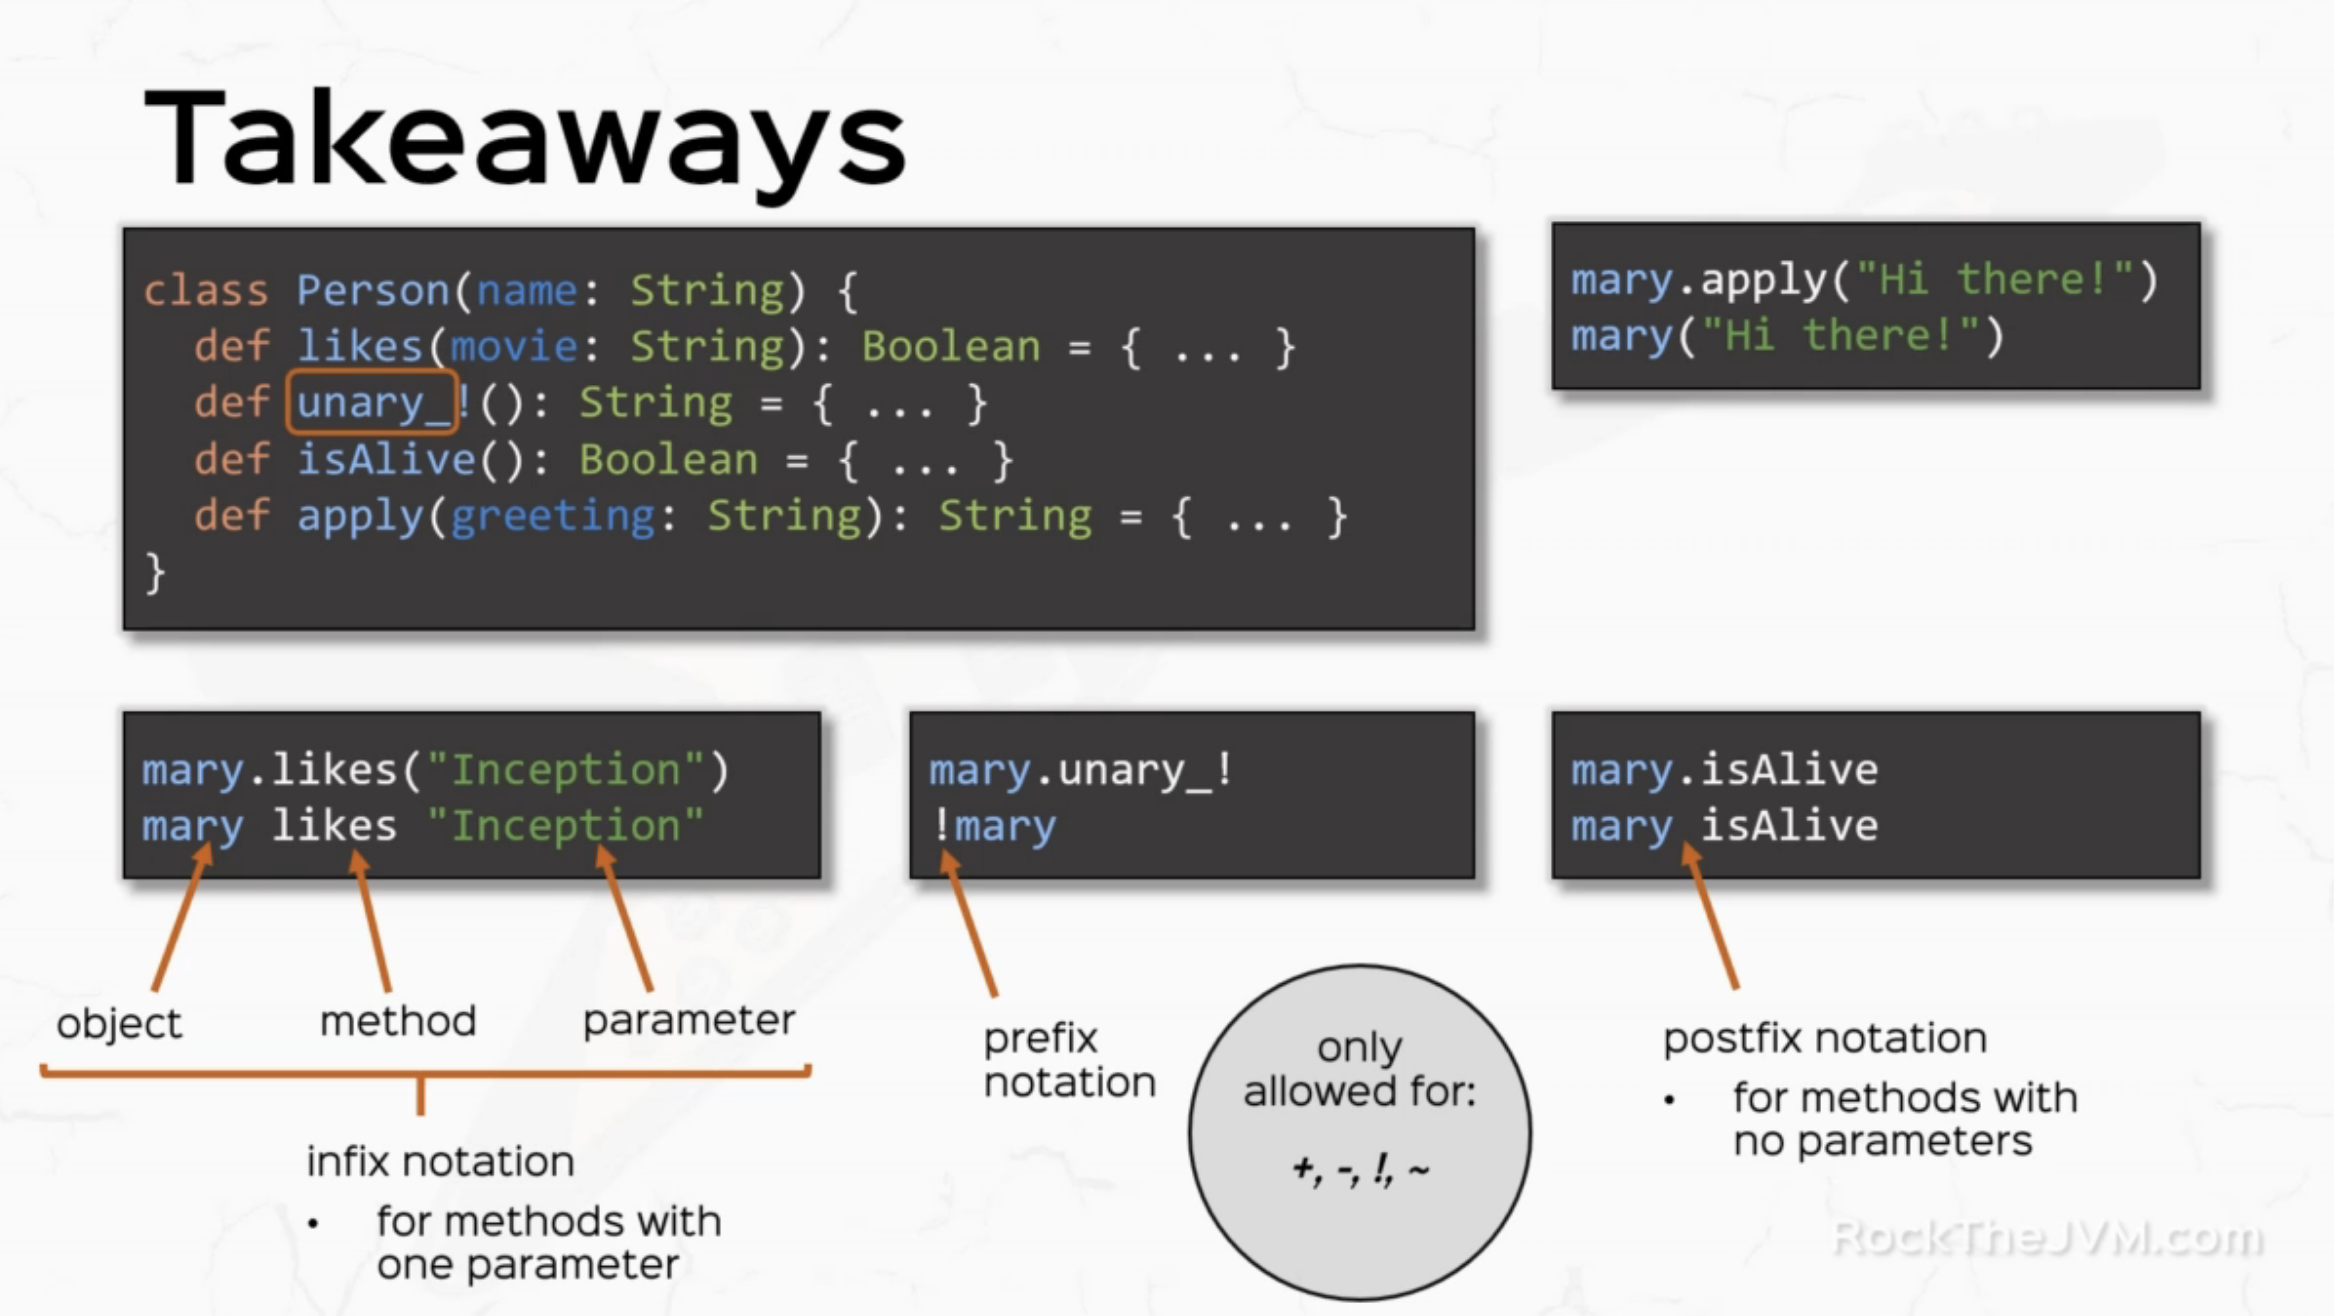 Takeaways
class Person(name: String) {
  def likes(movie: String): Boolean = { ... }
  def unary_!(): String = { ... }
  def isAlive(): Boolean = { ... }
  def apply(greeting: String): String = { ... }
}
mary.apply("Hi there!")
mary("Hi there!")
mary.likes("Inception")
mary likes "Inception"
object
method
parameter
infix notation
• for methods with
one parameter
mary.unary_!
!mary
prefix
notation
only
allowed for:
+, -, !, ~
mary.isAlive
mary isAlive
postfix notation
• for methods with
no parameters
RockTheJVM.com